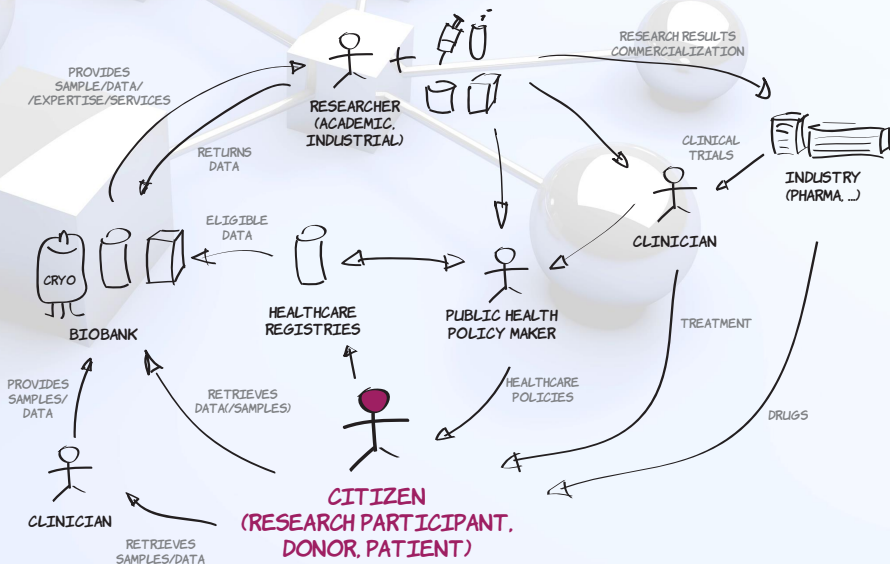 RESEARCH RESULTS
COMMERCIALIZATION
PROVIDES
SAMPLE/DATA/
/EXPERTISE/SERVICES
RESEARCHER
(ACADEMIC,
INDUSTRIAL)
RETURNS
DATA
CLINICAL
TRIALS
INDUSTRY
(PHARMA, ...)
ELIGIBLE
DATA
CLINICIAN
CRYO
BIOBANK
HEALTHCARE
REGISTRIES
PUBLIC HEALTH
POLICY MAKER
TREATMENT
PROVIDES
SAMPLES/
DATA
RETRIEVES
DATA(/SAMPLES)
HEALTHCARE
POLICIES
DRUGS
CLINICIAN
CITIZEN
(RESEARCH PARTICIPANT,
DONOR, PATIENT)
RETRIEVES
SAMPLES/DATA